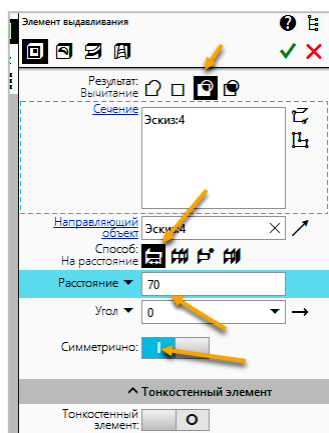 Элемент выдавливания
Результат:
Вычитание
Сечение
Эскиз:4
Направляющий
объект
Эскиз:4
Способ:
На расстояние
Расстояние
70
Угол
0
Симметрично:
I
Тонкостенный элемент
Тонкостенный
элемент:
O